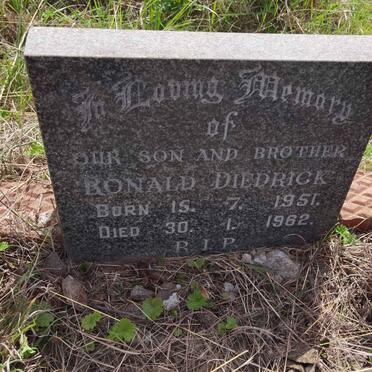 In Loving Memory
of
OUR SON AND BROTHER
RONALD DIEDRICK
BORN 15. 7. 1951.
DIED 30. 1. 1962.
R.I.P.